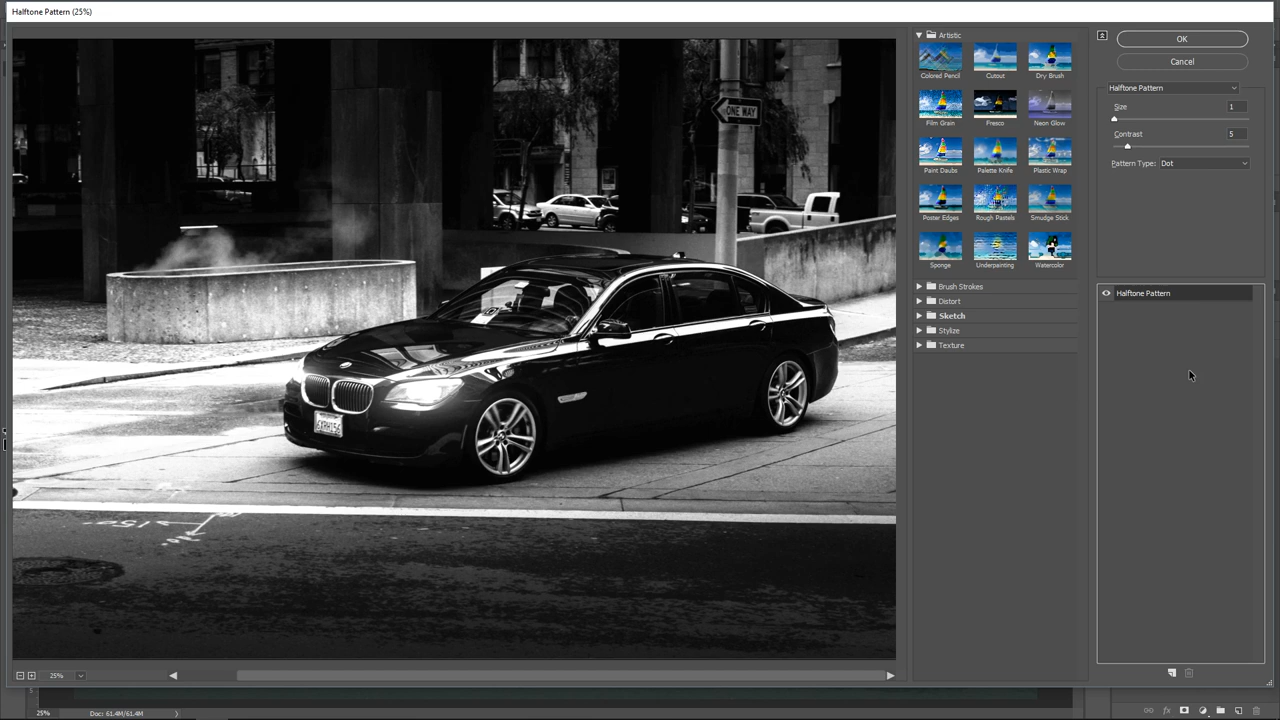 Halftone Pattern (25%)
ONE WAY
25%
Artistic
Colored Pencil
Cutout
Dry Brush
Film Grain
Fresco
Neon Glow
Paint Daubs
Palette Knife
Plastic Wrap
Poster Edges
Rough Pastels
Smudge Stick
Sponge
Underpainting
Watercolor
Brush Strokes
Distort
Sketch
Stylize
Texture
OK
Cancel
Halftone Pattern
Size 1
Contrast 5
Pattern Type: Dot
Halftone Pattern
25% Doc: 61.4M/61.4M
fx